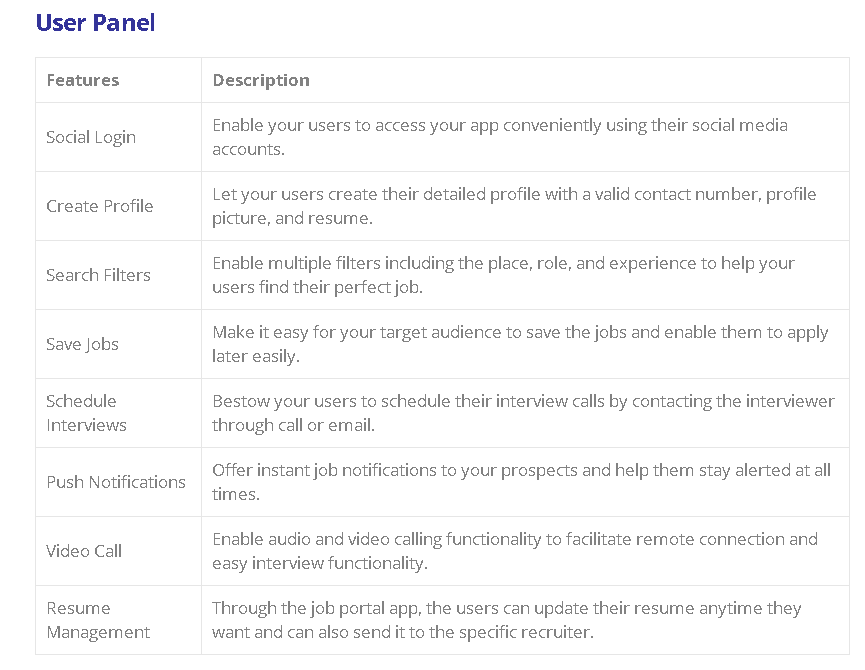 User Panel
Features Description
Social Login
Enable your users to access your app conveniently using their social media
accounts.
Create Profile
Let your users create their detailed profile with a valid contact number, profile
picture, and resume.
Search Filters
Enable multiple filters including the place, role, and experience to help your
users find their perfect job.
Save Jobs
Make it easy for your target audience to save the jobs and enable them to apply
later easily.
Schedule
Interviews
Bestow your users to schedule their interview calls by contacting the interviewer
through call or email.
Push Notifications
Offer instant job notifications to your prospects and help them stay alerted at all
times.
Video Call
Enable audio and video calling functionality to facilitate remote connection and
easy interview functionality.
Resume
Management
Through the job portal app, the users can update their resume anytime they
want and can also send it to the specific recruiter.